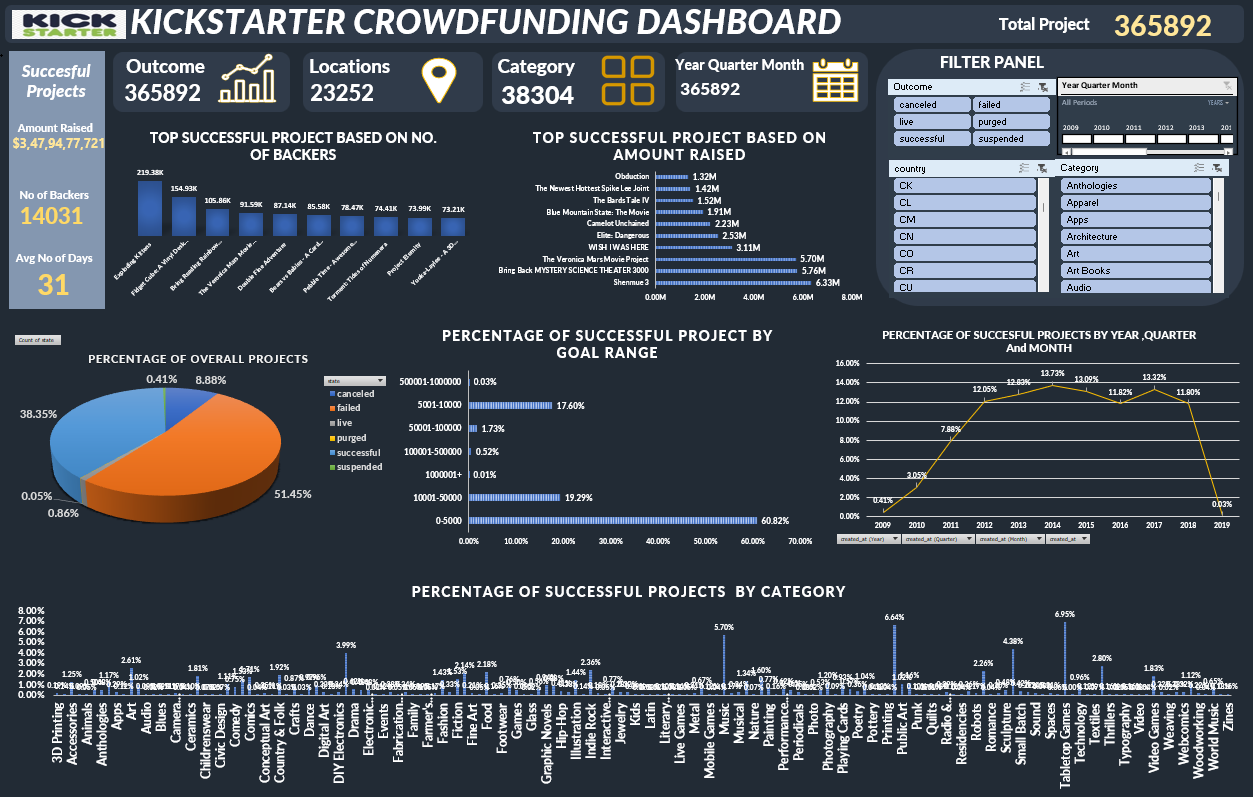 KICK
STARTER
KICKSTARTER CROWDFUNDING DASHBOARD
Total Project
365892
Succesful
Projects
Amount Raised
$3,47,94,77,721
No of Backers
14031
Avg No of Days
31
Outcome
365892
Locations
23252
Category
38304
Year Quarter Month
365892
FILTER PANEL
Outcome
canceled
failed
live
purged
successful
suspended
Year Quarter Month
All Periods
YEARS
2009
2010
2011
2012
2013
country
CK
CL
CM
CN
CO
CR
CU
Category
Anthologies
Apparel
Apps
Architecture
Art
Art Books
Audio
TOP SUCCESSFUL PROJECT BASED ON NO.
OF BACKERS
219.38K
154.93K
105.86K
91.59K
87.14K
85.58K
78.47K
74.41K
73.99K
73.21K
Exploding Kittens
Fidget Cube: A Vinyl Desk...
Bring Reading Rainbow...
The Veronica Mars Movie...
Double Fine Adventure
Bears vs Babies - A Card...
Pebble Time - Awesome...
Torment: Tides of Numenera
Project Eternity
Yooka-Laylee - A 3D...
TOP SUCCESSFUL PROJECT BASED ON
AMOUNT RAISED
Obduction
1.32M
The Newest Hottest Spike Lee Joint
1.42M
The Bards Tale IV
1.52M
Blue Mountain State: The Movie
1.91M
Camelot Unchained
2.23M
Elite: Dangerous
2.53M
WISH I WAS HERE
3.11M
The Veronica Mars Movie Project
5.70M
Bring Back MYSTERY SCIENCE THEATER 3000
5.76M
Shenmue 3
6.33M
0.00M
2.00M
4.00M
6.00M
8.00M
Count of state
PERCENTAGE OF OVERALL PROJECTS
0.41%
8.88%
38.35%
51.45%
0.05%
0.86%
state
canceled
failed
live
purged
successful
suspended
PERCENTAGE OF SUCCESSFUL PROJECT BY
GOAL RANGE
500001-1000000
0.03%
5001-10000
17.60%
50001-100000
1.73%
100001-500000
0.52%
1000001+
0.01%
10001-50000
19.29%
0-5000
60.82%
0.00%
10.00%
20.00%
30.00%
40.00%
50.00%
60.00%
70.00%
PERCENTAGE OF SUCCESFUL PROJECTS BY YEAR ,QUARTER
And MONTH
16.00%
14.00%
12.00%
10.00%
8.00%
6.00%
4.00%
2.00%
0.00%
0.41%
3.05%
7.88%
12.05%
12.83%
13.73%
13.09%
11.82%
13.32%
11.80%
0.03%
2009
2010
2011
2012
2013
2014
2015
2016
2017
2018
2019
created_at (Year)
created_at (Quarter)
created_at (Month)
created_at
PERCENTAGE OF SUCCESSFUL PROJECTS BY CATEGORY
8.00%
7.00%
6.00%
5.00%
4.00%
3.00%
2.00%
1.00%
0.00%
1.25%
1.17%
2.61%
1.02%
1.81%
1.92%
3.99%
1.43%
2.14%
2.18%
1.44%
2.36%
0.67%
5.70%
1.34%
1.60%
1.20%
1.04%
6.64%
2.26%
4.38%
6.95%
0.96%
2.80%
1.83%
1.12%
0.65%
3D Printing
Accessories
Animals
Anthologies
Apps
Art
Audio
Blues
Camera...
Ceramics
Childrenswear
Civic Design
Comedy
Comics
Conceptual Art
Country & Folk
Crafts
Dance
Digital Art
DIY Electronics
Drama
Electronic...
Events
Fabrication...
Family
Farmer's...
Fashion
Fiction
Fine Art
Food
Footwear
Games
Glass
Graphic Novels
Hip-Hop
Illustration
Indie Rock
Interactive...
Jewelry
Kids
Latin
Literary...
Live Games
Metal
Mobile Games
Music
Musical
Nature
Painting
Performance...
Periodicals
Photo
Photography
Playing Cards
Poetry
Pottery
Printing
Public Art
Punk
Quilts
Radio &...
Residencies
Robots
Romance
Sculpture
Small Batch
Sound
Spaces
Tabletop Games
Technology
Textiles
Thrillers
Typography
Video
Video Games
Weaving
Webcomics
Woodworking
World Music
Zines